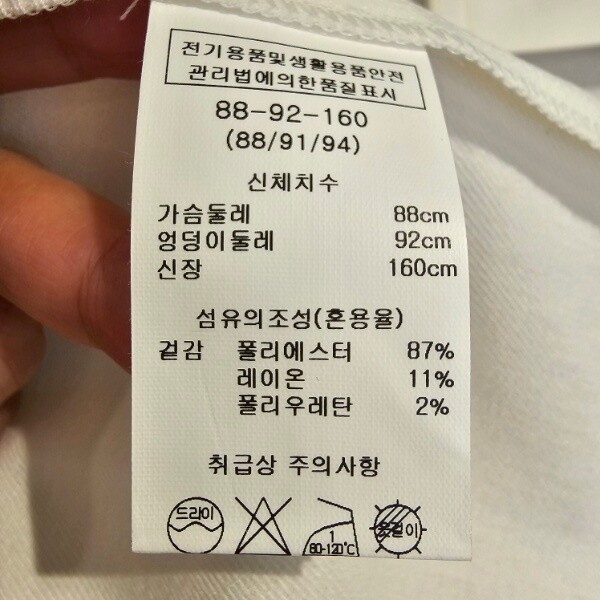 전기용품및생활용품안전
관리법에의한품질표시
88-92-160
(88/91/94)
신체치수
가슴둘레 88cm
엉덩이둘레 92cm
신장 160cm
섬유의조성(혼용율)
겉감 폴리에스터 87%
레이온 11%
폴리우레탄 2%
취급상 주의사항
드라이
1
80-120°C
옷걸이